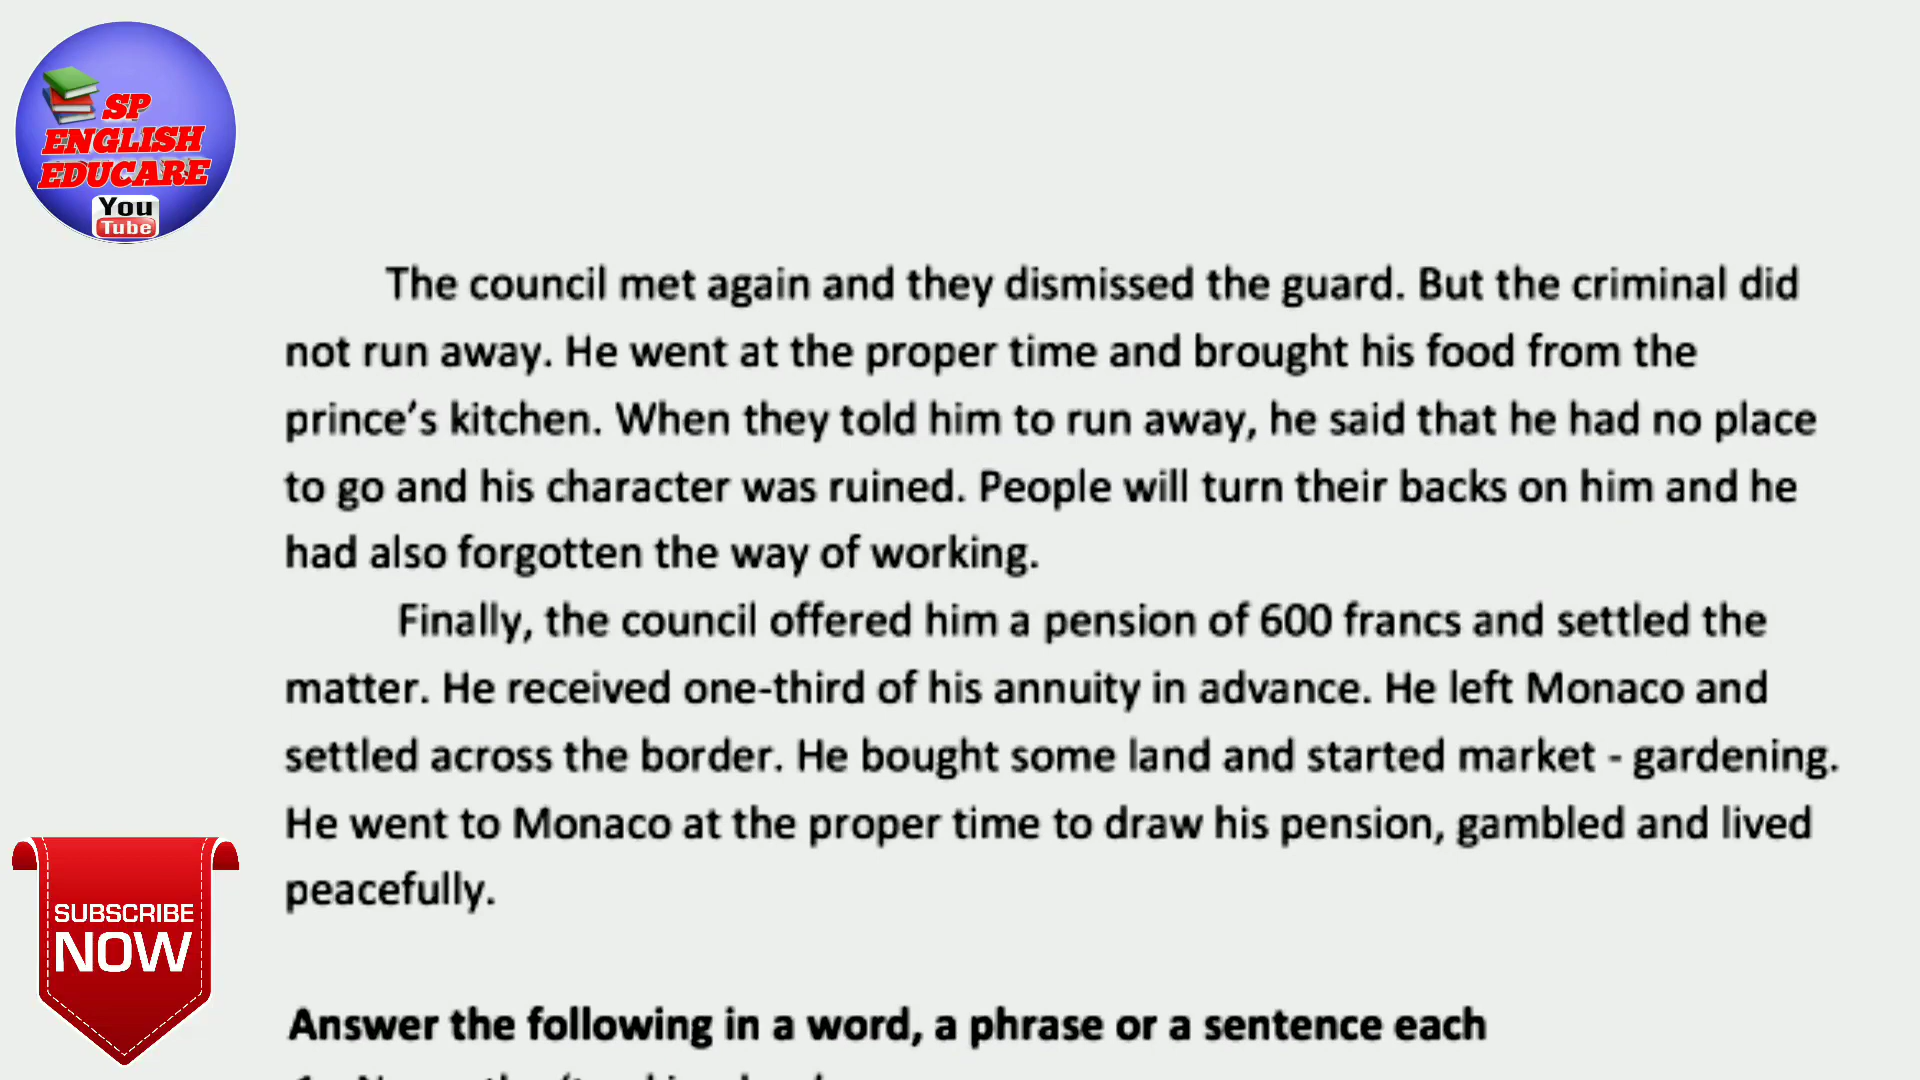 SP
ENGLISH
EDUCARE
You
Tube
The council met again and they dismissed the guard. But the criminal did
not run away. He went at the proper time and brought his food from the
prince’s kitchen. When they told him to run away, he said that he had no place
to go and his character was ruined. People will turn their backs on him and he
had also forgotten the way of working.
Finally, the council offered him a pension of 600 francs and settled the
matter. He received one-third of his annuity in advance. He left Monaco and
settled across the border. He bought some land and started market - gardening.
He went to Monaco at the proper time to draw his pension, gambled and lived
peacefully.
SUBSCRIBE
NOW
Answer the following in a word, a phrase or a sentence each